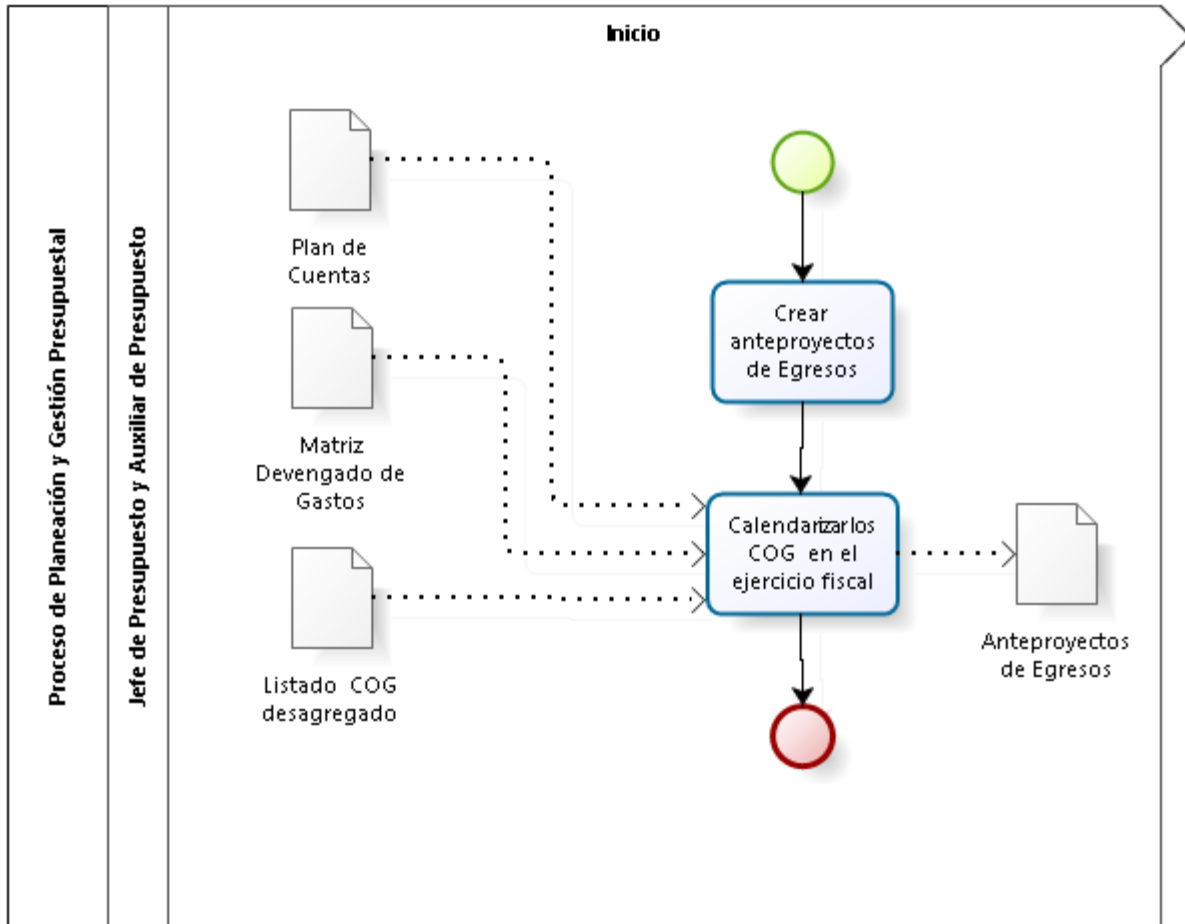 Proceso de Planeación y Gestión Presupuestal
Jefe de Presupuesto y Auxiliar de Presupuesto
Inicio
Plan de
Cuentas
Crear
anteproyectos
de Egresos
Matriz
Devengado de
Gastos
Calendarizarlos
COG en el
ejercicio fiscal
Anteproyectos
de Egresos
Listado COG
desagregado